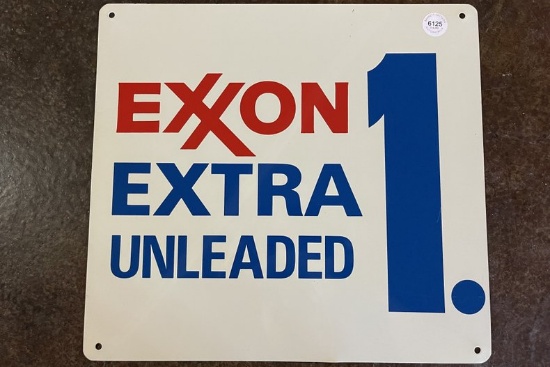 6125
EXXON
EXTRA
UNLEADED
1.